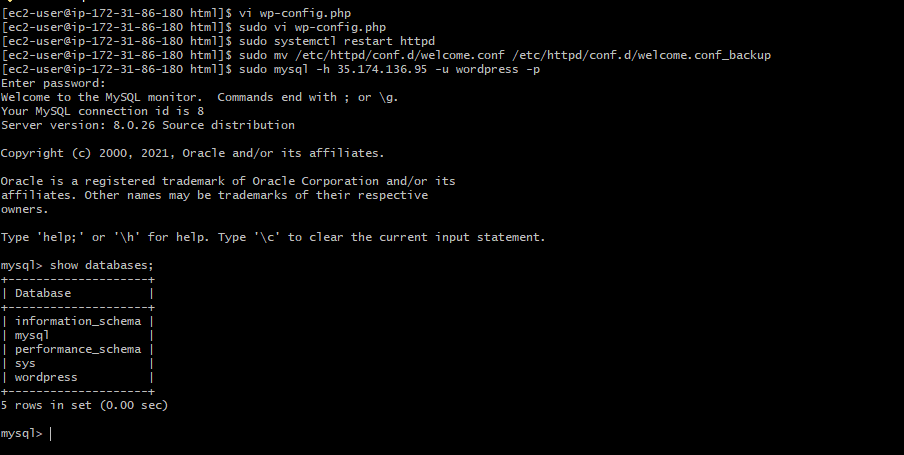 [ec2-user@ip-172-31-86-180 html]$ vi wp-config.php
[ec2-user@ip-172-31-86-180 html]$ sudo vi wp-config.php
[ec2-user@ip-172-31-86-180 html]$ sudo systemctl restart httpd
[ec2-user@ip-172-31-86-180 html]$ sudo mv /etc/httpd/conf.d/welcome.conf /etc/httpd/conf.d/welcome.conf_backup
[ec2-user@ip-172-31-86-180 html]$ sudo mysql -h 35.174.136.95 -u wordpress -p
Enter password:
Welcome to the MySQL monitor.  Commands end with ; or \g.
Your MySQL connection id is 8
Server version: 8.0.26 Source distribution

Copyright (c) 2000, 2021, Oracle and/or its affiliates.

Oracle is a registered trademark of Oracle Corporation and/or its
affiliates. Other names may be trademarks of their respective
owners.

Type 'help;' or '\h' for help. Type '\c' to clear the current input statement.

mysql> show databases;
+--------------------+
| Database           |
+--------------------+
| information_schema |
| mysql              |
| performance_schema |
| sys                |
| wordpress          |
+--------------------+
5 rows in set (0.00 sec)

mysql>